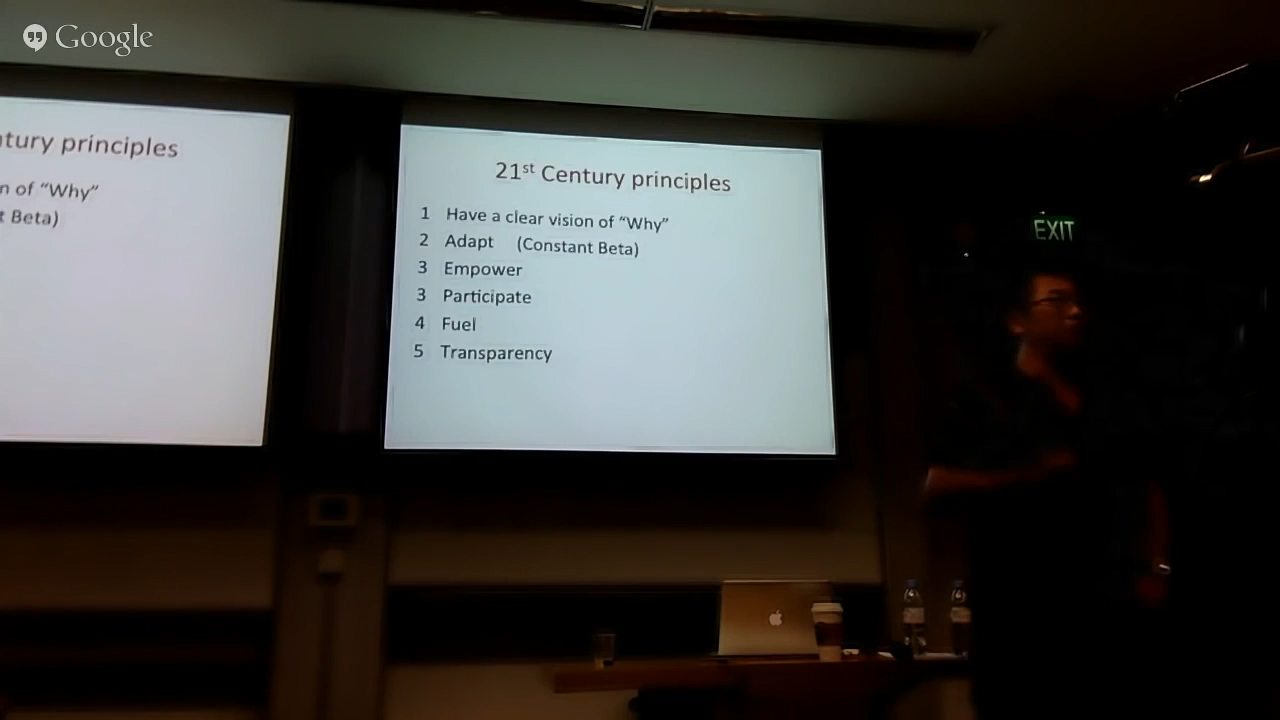 Google
ntury principles
n of “Why”
t Beta)
21st Century principles
1 Have a clear vision of “Why”
2 Adapt (Constant Beta)
3 Empower
3 Participate
4 Fuel
5 Transparency
EXIT